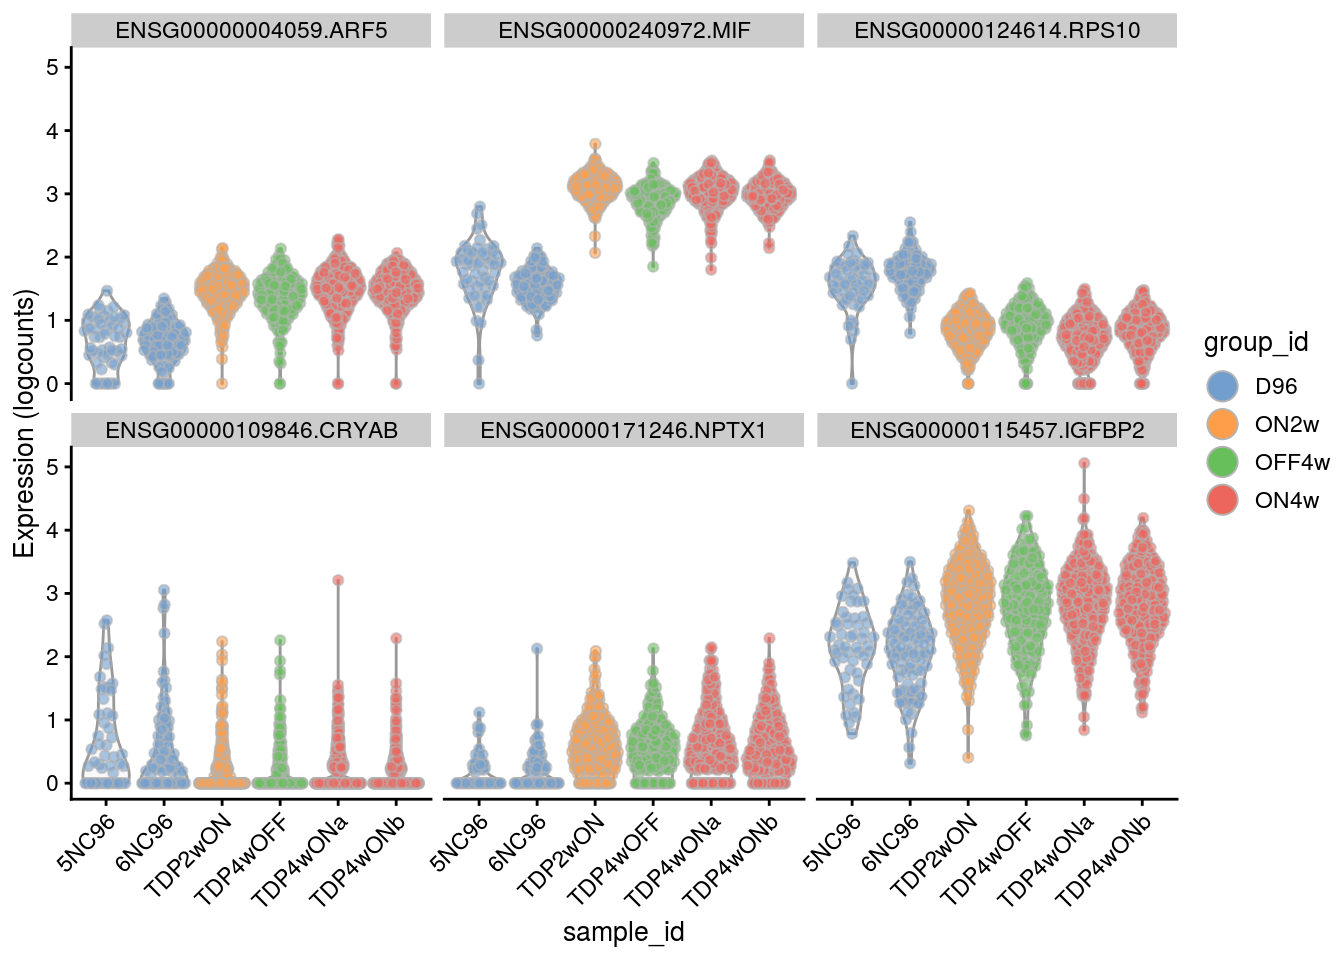 ENSG00000004059.ARF5 ENSG00000240972.MIF ENSG00000124614.RPS10
5
4
3
2
1
0
ENSG00000109846.CRYAB ENSG00000171246.NPTX1 ENSG00000115457.IGFBP2
5
4
3
2
1
0
Expression (logcounts)
5NC96 6NC96 TDP2wON TDP4wOFF TDP4wONa TDP4wONb 5NC96 6NC96 TDP2wON TDP4wOFF TDP4wONa TDP4wONb 5NC96 6NC96 TDP2wON TDP4wOFF TDP4wONa TDP4wONb
sample_id
group_id
D96
ON2w
OFF4w
ON4w